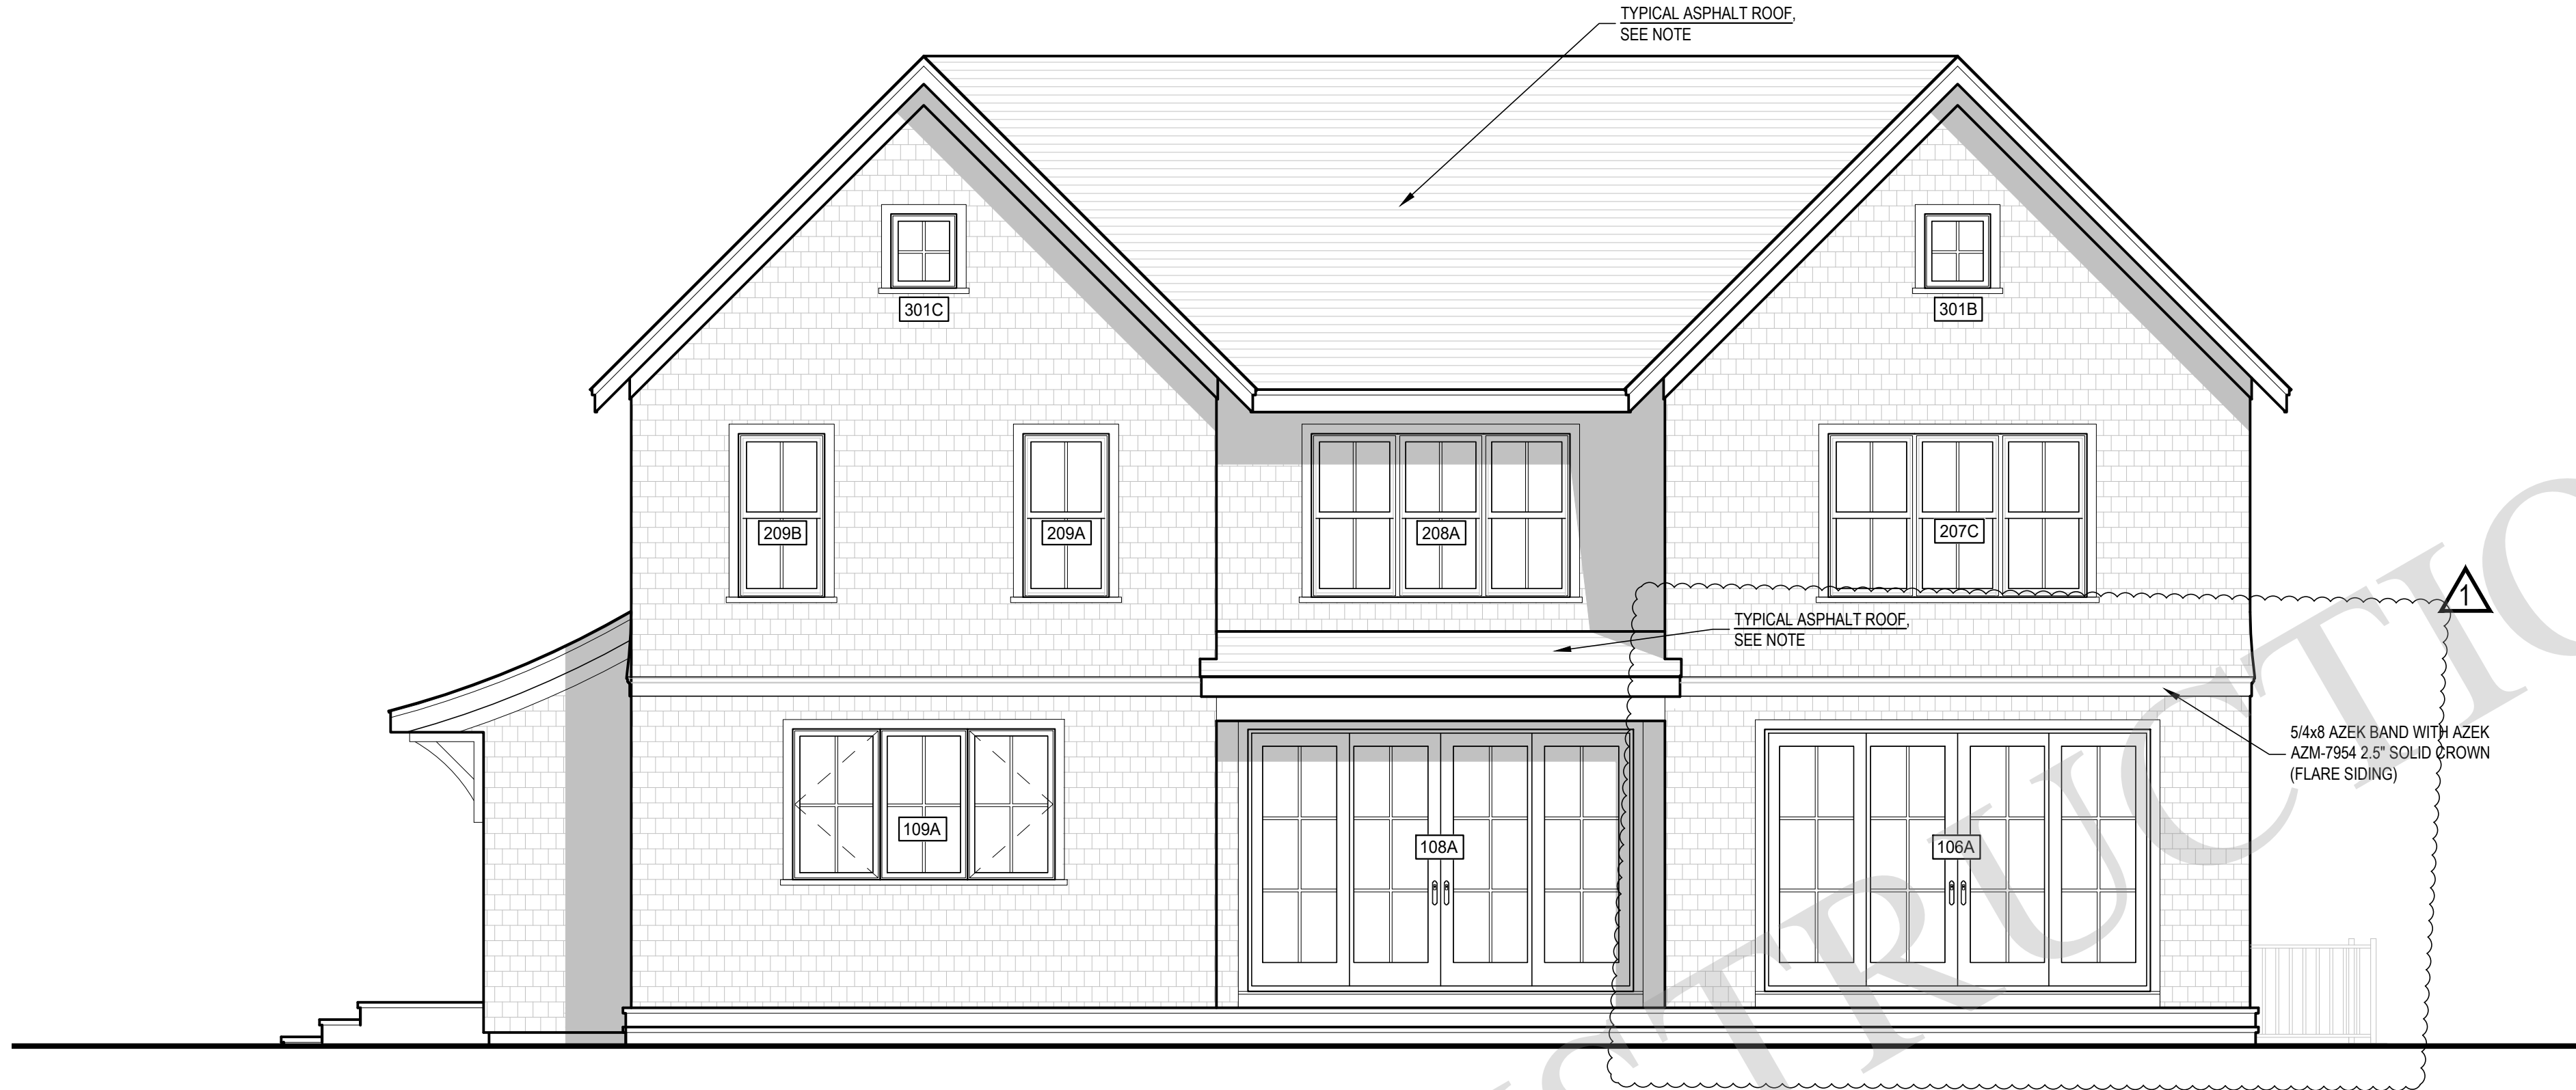 TYPICAL ASPHALT ROOF,
SEE NOTE
301C
301B
209B
209A
208A
207C
1
TYPICAL ASPHALT ROOF,
SEE NOTE
5/4x8 AZEK BAND WITH AZEK
AZM-7954 2.5" SOLID CROWN
(FLARE SIDING)
109A
108A
106A
STRUCTIO